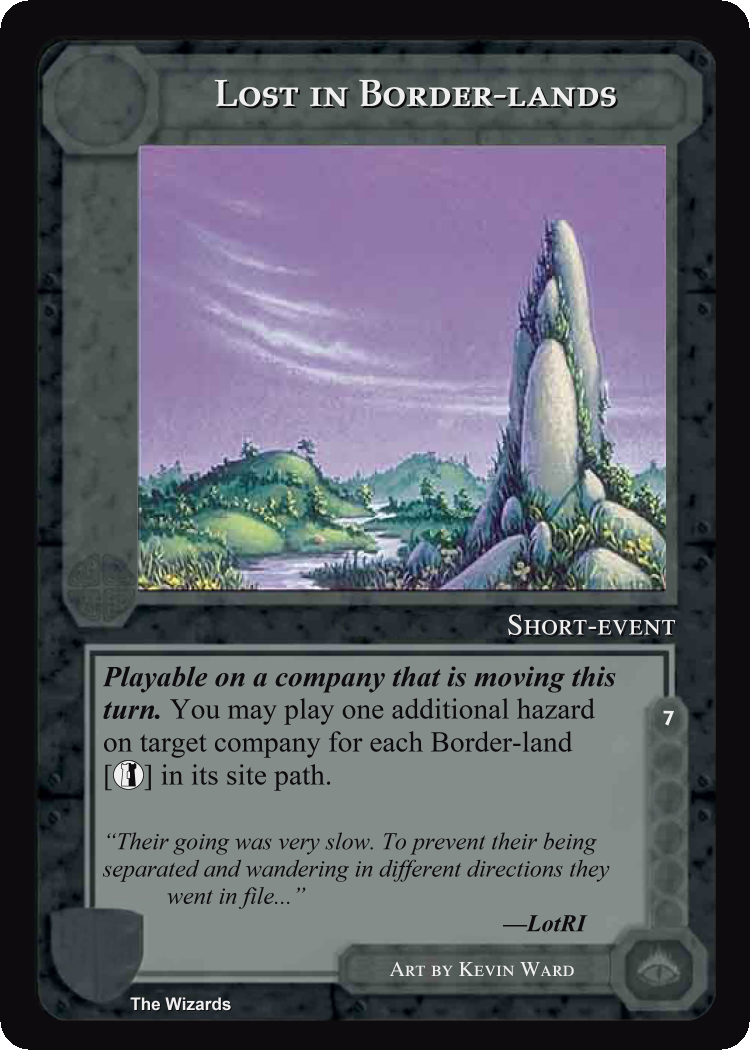 Lost in Border-lands
Short-event
Playable on a company that is moving this
turn. You may play one additional hazard
on target company for each Border-land
[] in its site path.
7
“Their going was very slow. To prevent their being
separated and wandering in different directions they
went in file...”
—LotRI
Art by Kevin Ward
The Wizards